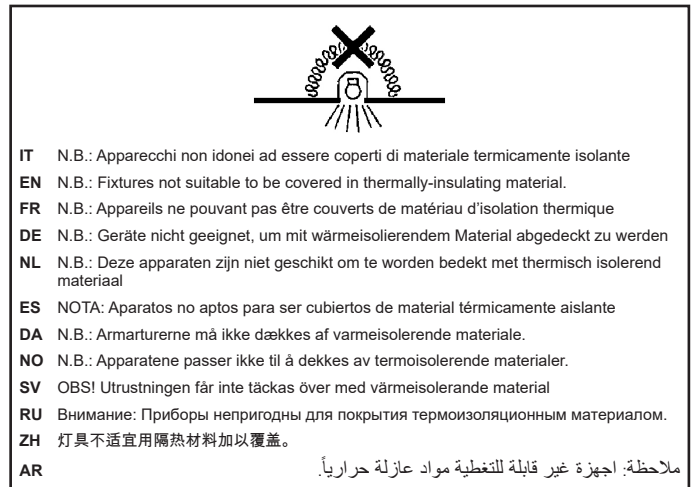 IT N.B.: Apparecchi non idonei ad essere coperti di materiale termicamente isolante
EN N.B.: Fixtures not suitable to be covered in thermally-insulating material.
FR N.B.: Appareils ne pouvant pas être couverts de matériau d'isolation thermique
DE N.B.: Geräte nicht geeignet, um mit wärmeisolierendem Material abgedeckt zu werden
NL N.B.: Deze apparaten zijn niet geschikt om te worden bedekt met thermisch isolerend
materiaal
ES NOTA: Aparatos no aptos para ser cubiertos de material térmicamente aislante
DA N.B.: Armarturerne må ikke dækkes af varmeisolerende materiale.
NO N.B.: Apparatene passer ikke til å dekkes av termoisolerende materialer.
SV OBS! Utrustningen får inte täckas över med värmeisolerande material
RU Внимание: Приборы непригодны для покрытия термоизоляционным материалом.
ZH 灯具不适宜用隔热材料加以覆盖。
AR ملاحظة: اجهزة غير قابلة للتغطية مواد عازلة حرارياً.